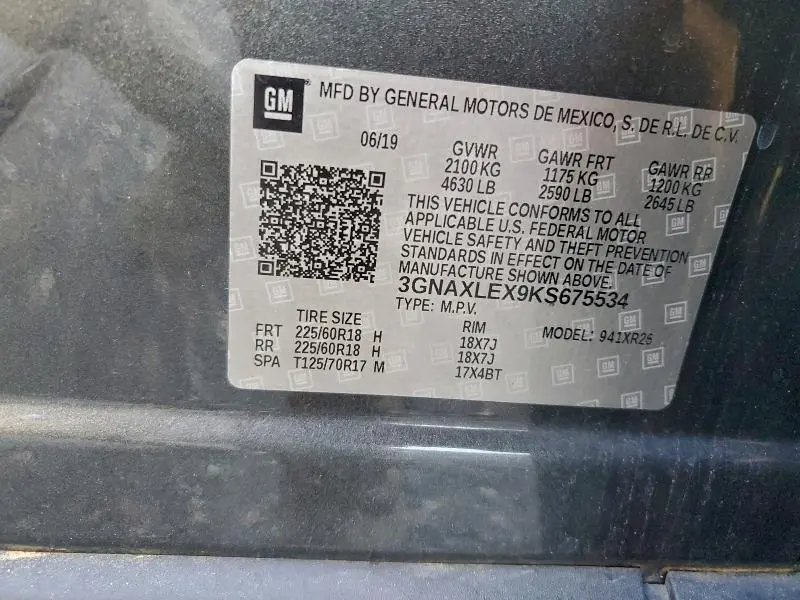 GM
MFD BY GENERAL MOTORS DE MEXICO, S. DE R.L. DE C.V.
06/19
GVWR GAWR FRT GAWR RR
2100 KG 1175 KG 1200 KG
4630 LB 2590 LB 2645 LB
THIS VEHICLE CONFORMS TO ALL
APPLICABLE U.S. FEDERAL MOTOR
VEHICLE SAFETY AND THEFT PREVENTION
STANDARDS IN EFFECT ON THE DATE OF
MANUFACTURE SHOWN ABOVE.
3GNAXLEX9KS675534
TYPE: M.P.V.
TIRE SIZE RIM MODEL: 941XR26
FRT 225/60R18 H 18X7J
RR 225/60R18 H 18X7J
SPA T125/70R17 M 17X4BT